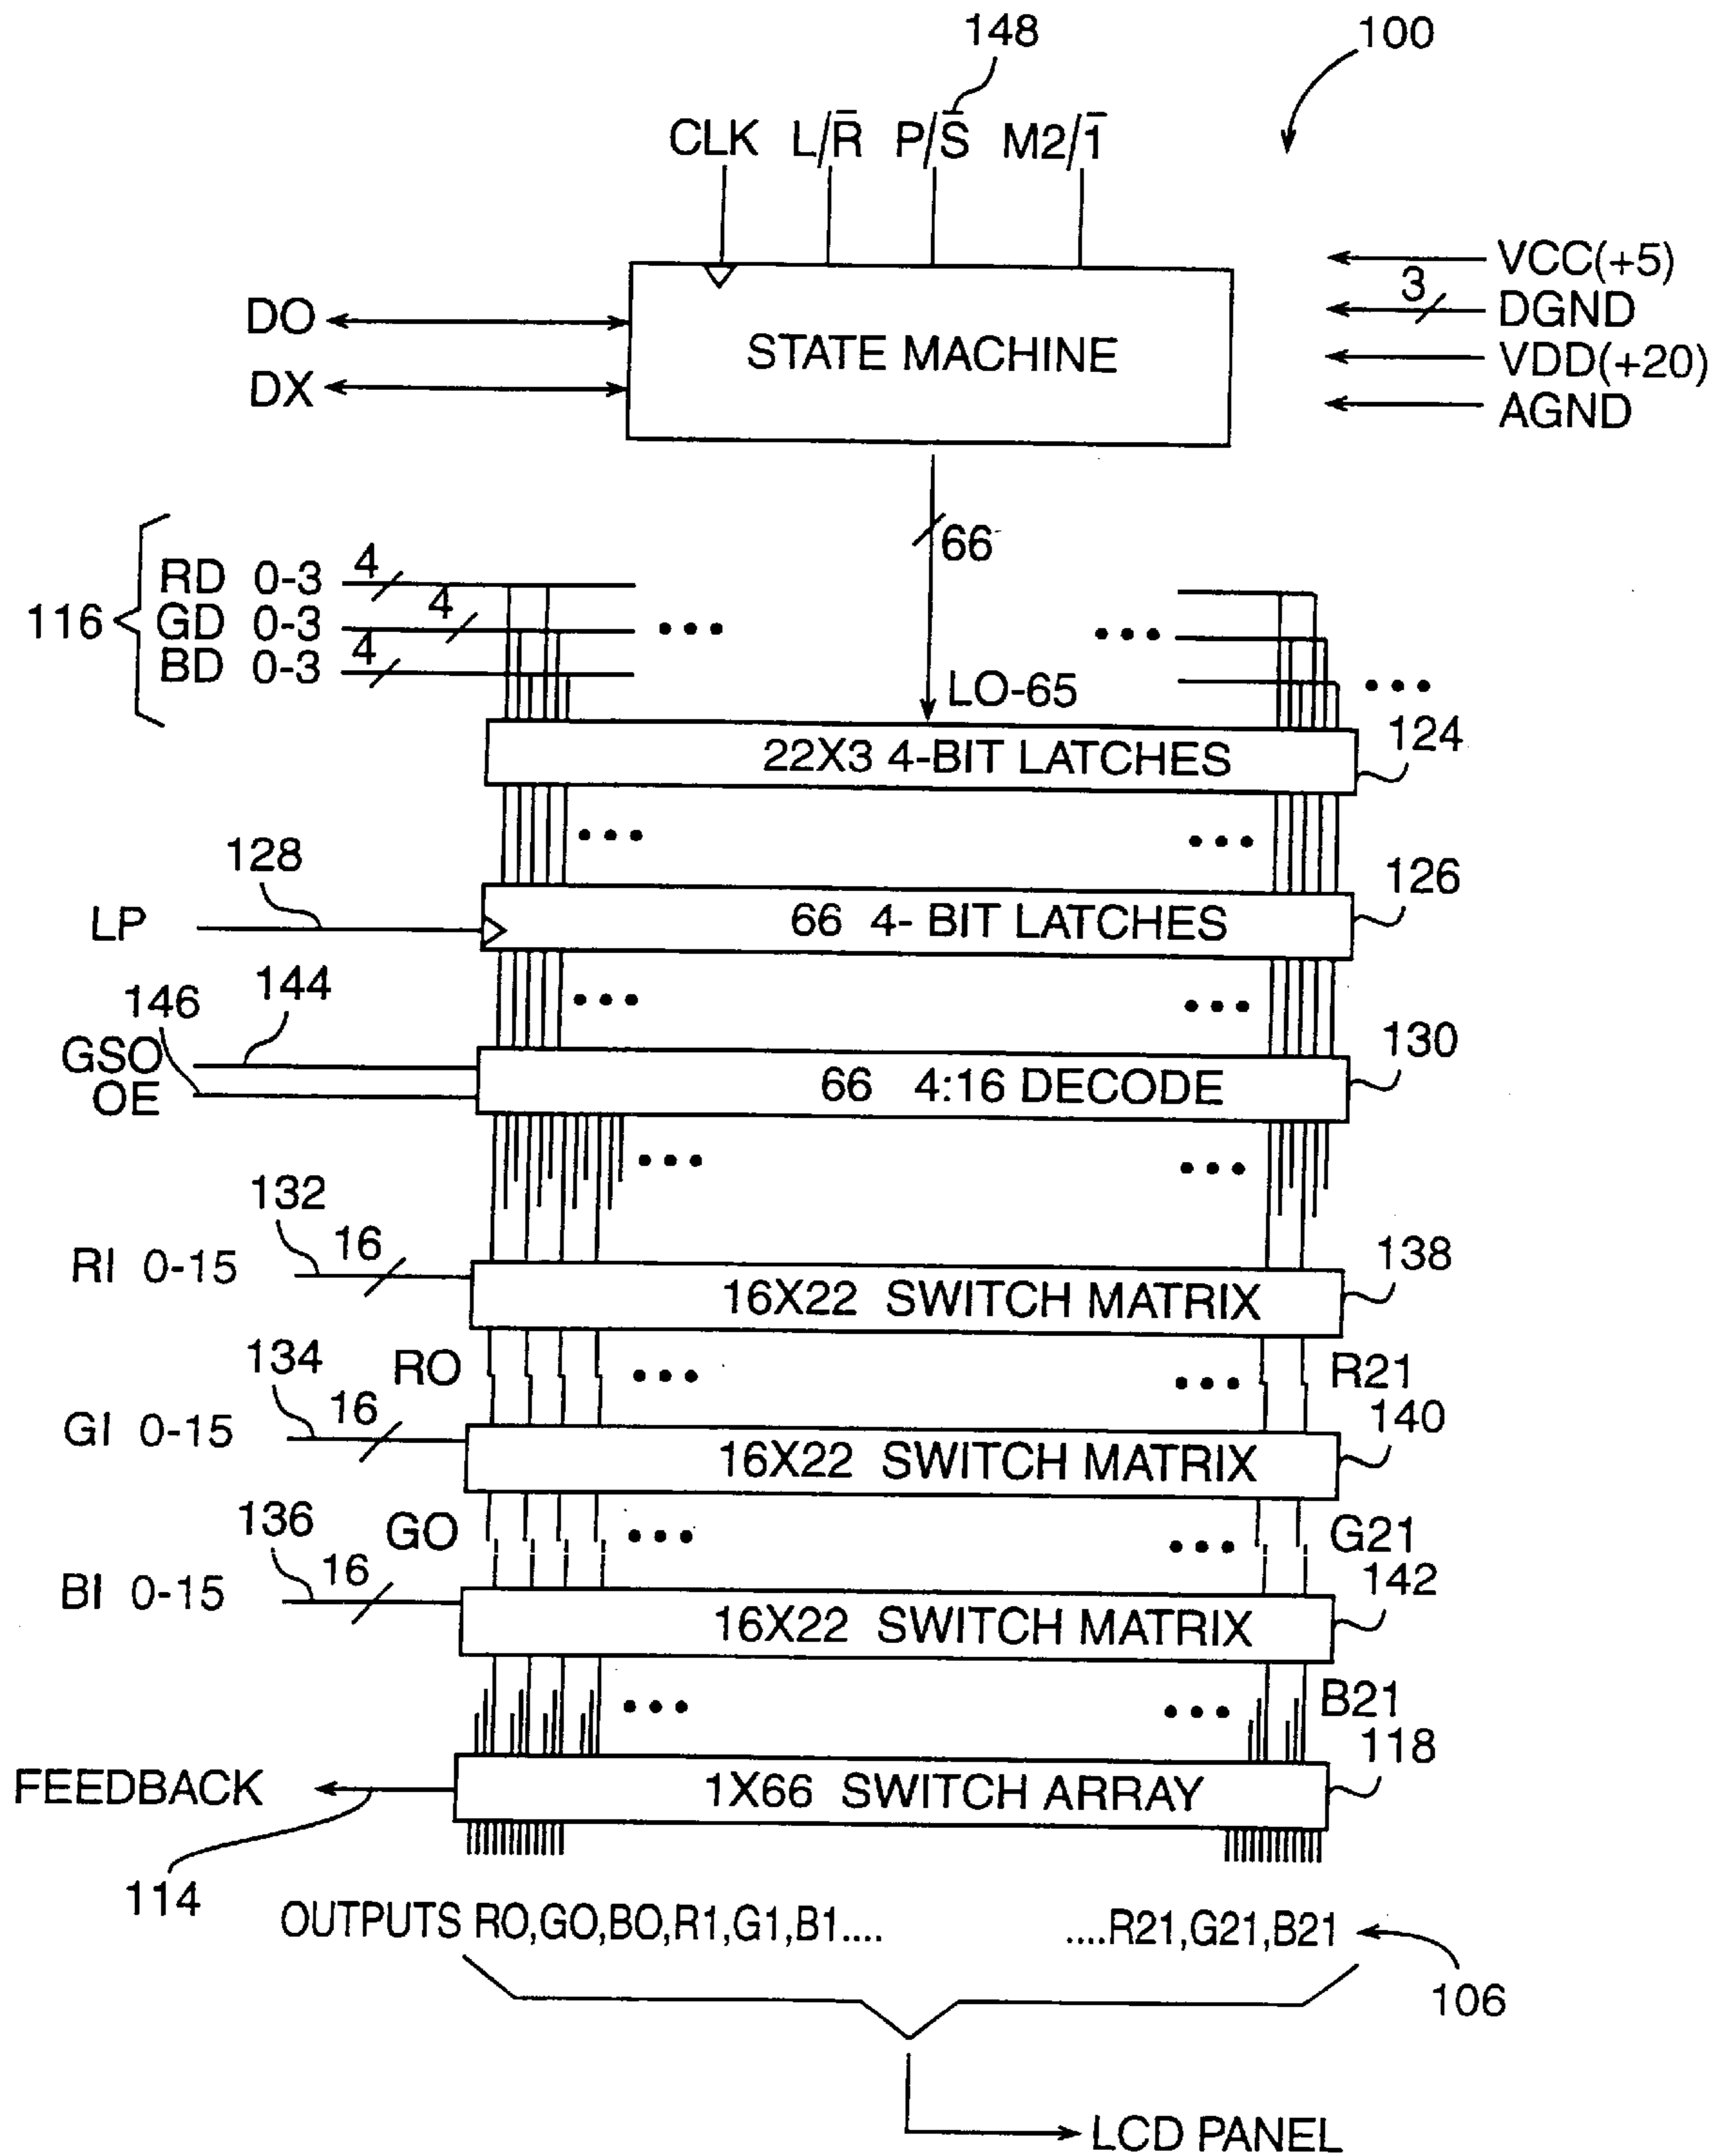 148
100
CLK L/R̅ P/S̅ M2/1̅
VCC(+5)
3
DGND
VDD(+20)
AGND
DO
DX
STATE MACHINE
66
116
RD 0-3 4
GD 0-3 4
BD 0-3 4
LO-65
124
22X3 4-BIT LATCHES
128
126
LP
66 4- BIT LATCHES
144
146
GSO
OE
130
66 4:16 DECODE
132
RI 0-15 16
138
16X22 SWITCH MATRIX
134
RO
R21
GI 0-15 16
140
16X22 SWITCH MATRIX
136
GO
G21
BI 0-15 16
142
16X22 SWITCH MATRIX
B21
118
FEEDBACK
1X66 SWITCH ARRAY
114
OUTPUTS RO,GO,BO,R1,G1,B1.... ....R21,G21,B21
106
LCD PANEL